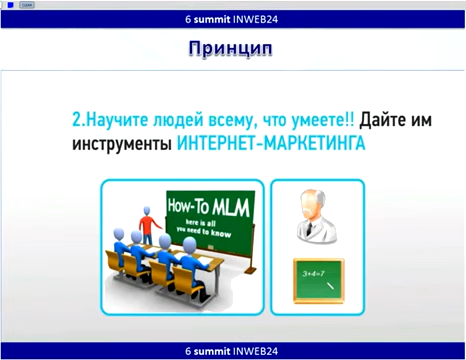 6 summit INWEB24
Принцип
2.Научите людей всему, что умеете!! Дайте им
инструменты ИНТЕРНЕТ-МАРКЕТИНГА
How-To MLM
here is all
you need to know
3+4=7
6 summit INWEB24